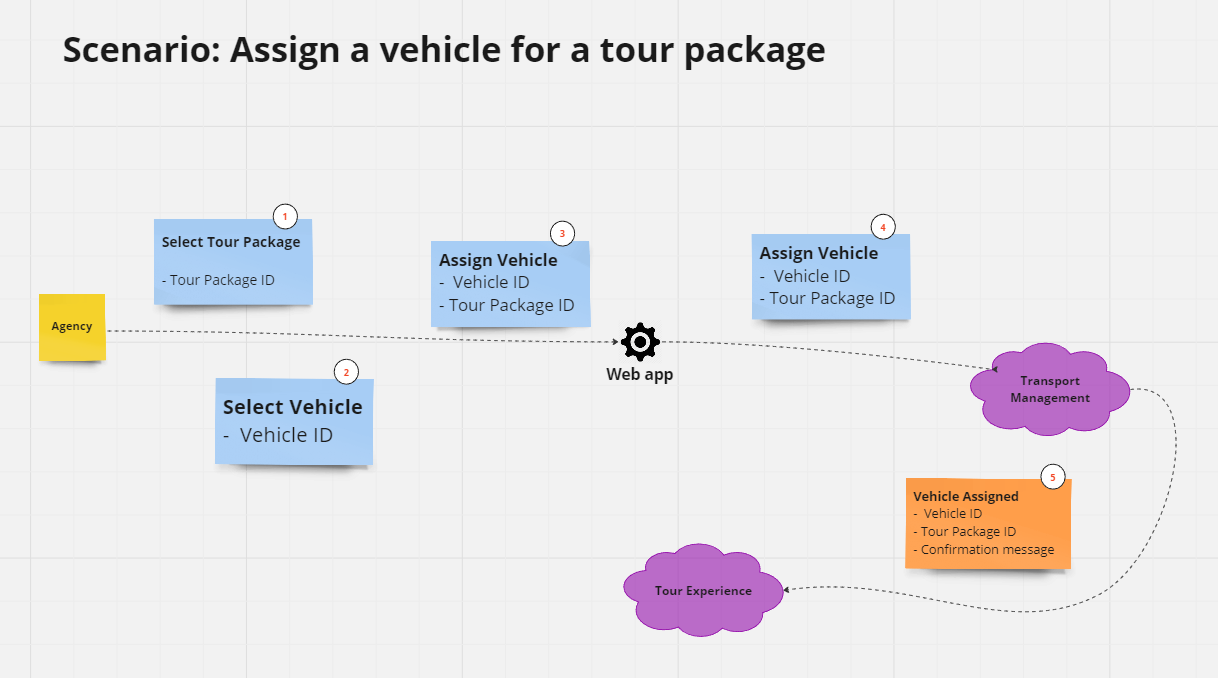 Scenario: Assign a vehicle for a tour package
1
Select Tour Package
- Tour Package ID
3
Assign Vehicle
- Vehicle ID
- Tour Package ID
4
Assign Vehicle
- Vehicle ID
- Tour Package ID
Agency
Web app
2
Select Vehicle
- Vehicle ID
Transport
Management
5
Vehicle Assigned
- Vehicle ID
- Tour Package ID
- Confirmation message
Tour Experience